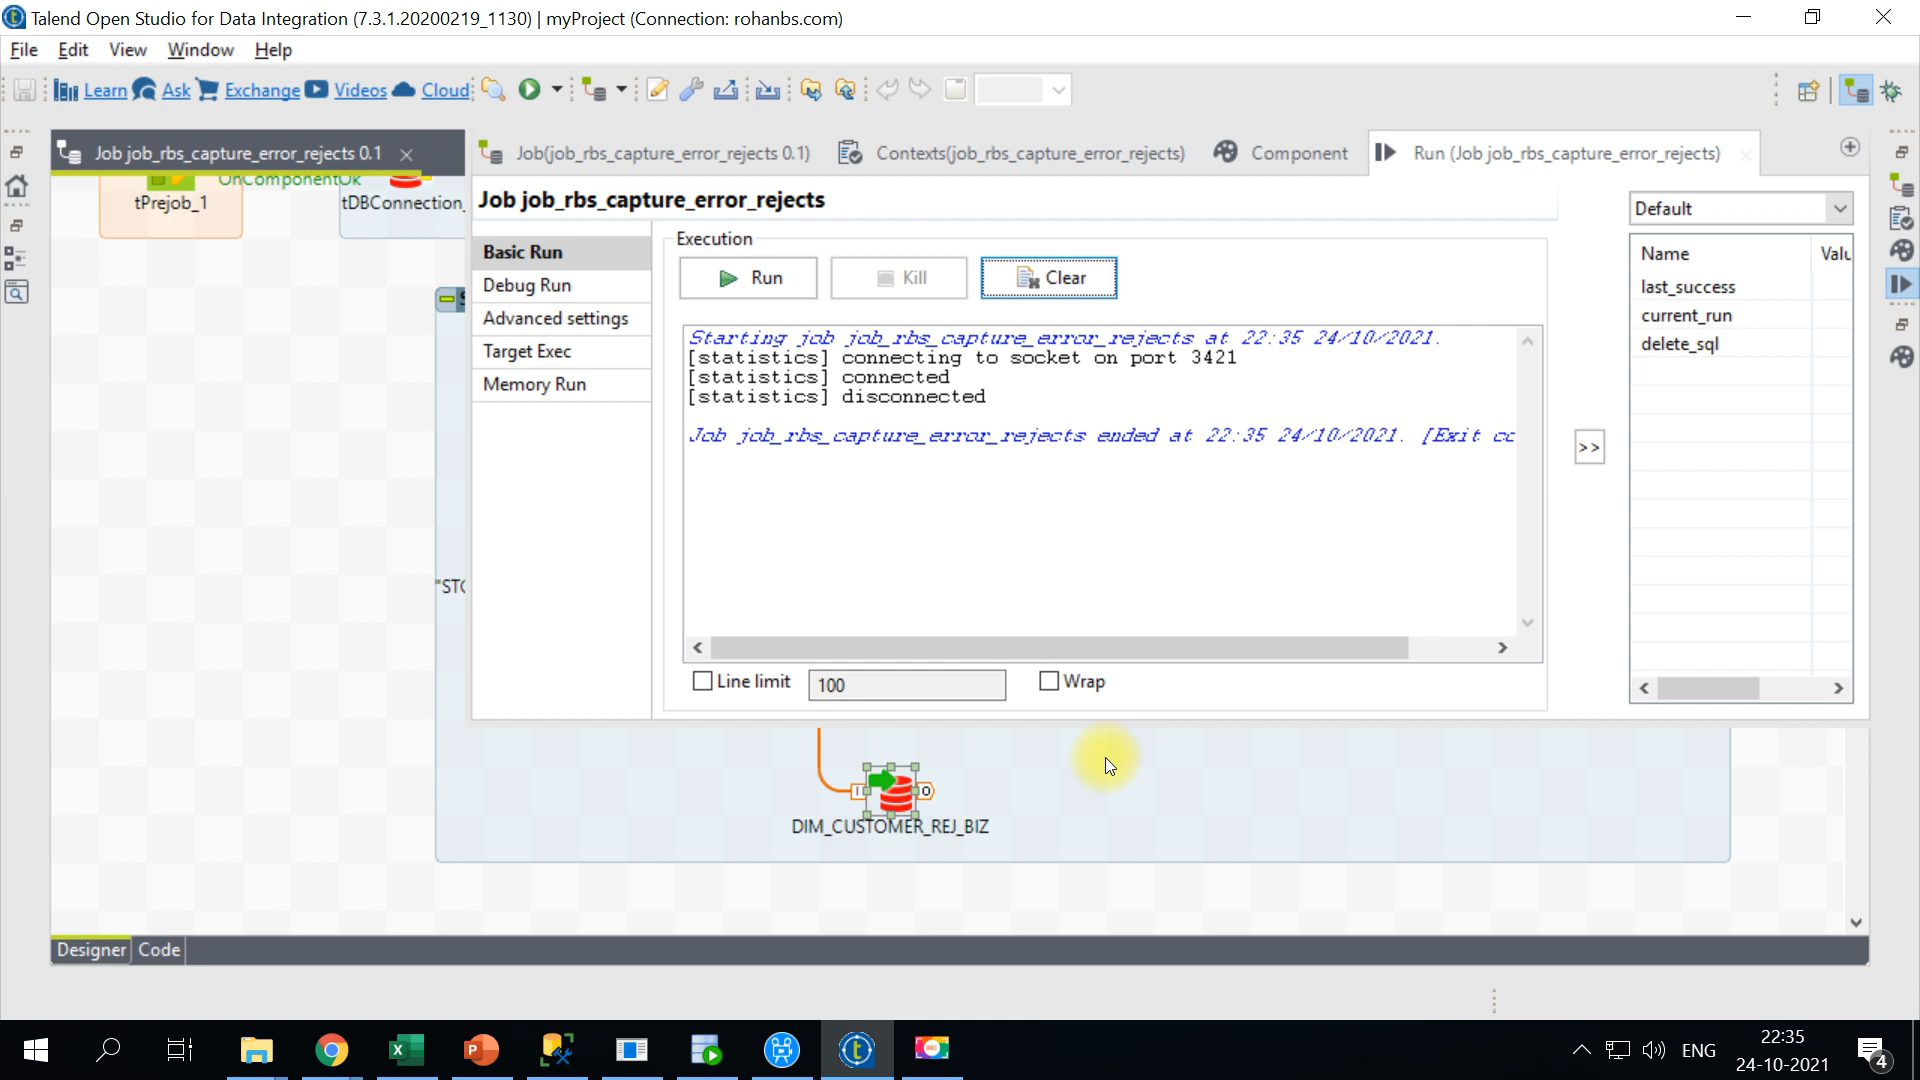 Talend Open Studio for Data Integration (7.3.1.20200219_1130) | myProject (Connection: rohanbs.com)
File Edit View Window Help
Learn Ask Exchange Videos Cloud
Job job_rbs_capture_error_rejects 0.1
Job(job_rbs_capture_error_rejects 0.1)
Contexts(job_rbs_capture_error_rejects)
Component
Run (Job job_rbs_capture_error_rejects)
OnComponentOk
tPrejob_1
tDBConnection_
Job job_rbs_capture_error_rejects
Default
Basic Run
Debug Run
Advanced settings
Target Exec
Memory Run
Execution
Run
Kill
Clear
Starting job job_rbs_capture_error_rejects at 22:35 24/10/2021.
[statistics] connecting to socket on port 3421
[statistics] connected
[statistics] disconnected
Job job_rbs_capture_error_rejects ended at 22:35 24/10/2021. [Exit cc
Name Valu
last_success
current_run
delete_sql
>>
"STO
Line limit 100 Wrap
I O
DIM_CUSTOMER_REJ_BIZ
Designer Code
ENG
22:35
24-10-2021
4